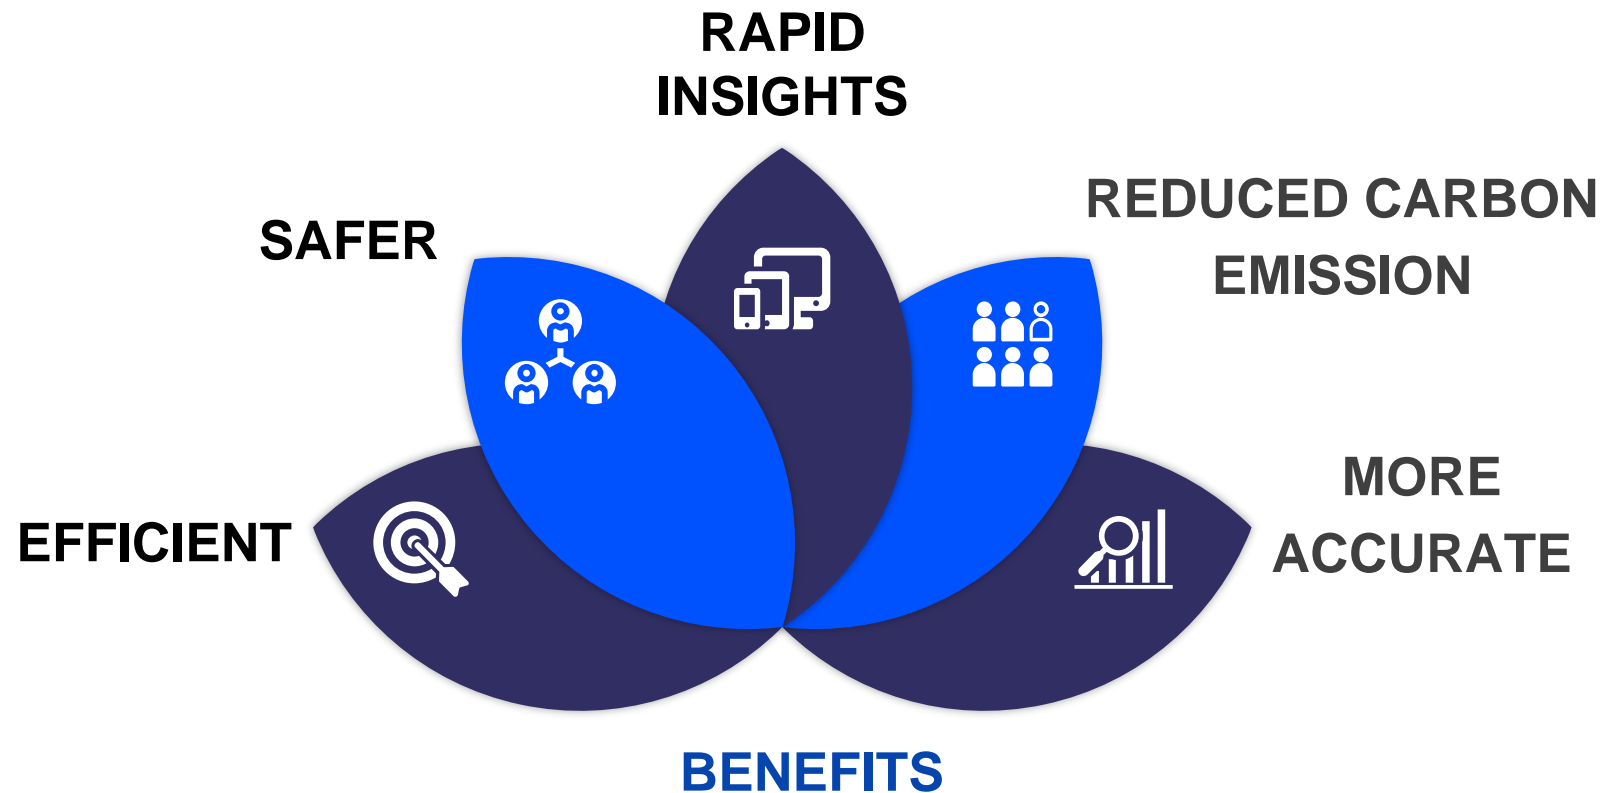 RAPID
INSIGHTS
SAFER
REDUCED CARBON
EMISSION
EFFICIENT
MORE
ACCURATE
BENEFITS